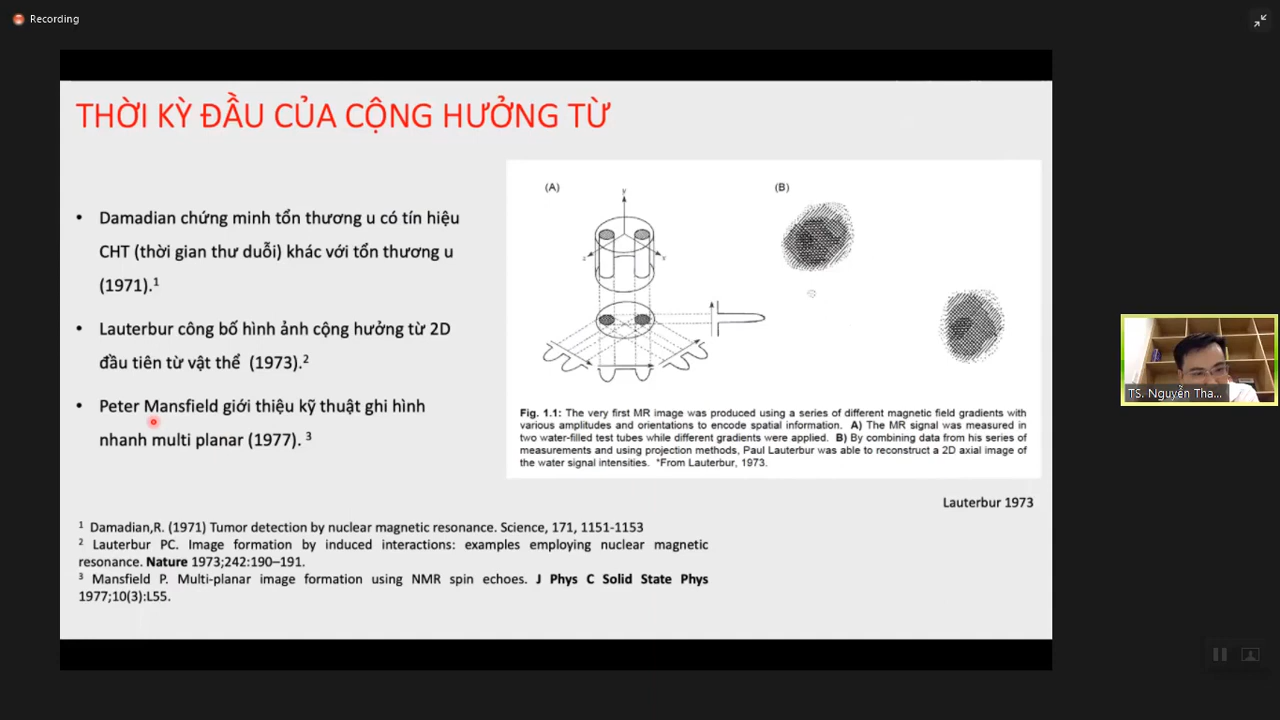 Recording
THỜI KỲ ĐẦU CỦA CỘNG HƯỞNG TỪ
• Damadian chứng minh tổn thương u có tín hiệu
CHT (thời gian thư duỗi) khác với tổn thương u
(1971).¹
• Lauterbur công bố hình ảnh cộng hưởng từ 2D
đầu tiên từ vật thể (1973).²
• Peter Mansfield giới thiệu kỹ thuật ghi hình
nhanh multi planar (1977). ³
(A)
(B)
y
z
x
Fig. 1.1: The very first MR image was produced using a series of different magnetic field gradients with
various amplitudes and orientations to encode spatial information. A) The MR signal was measured in
two water-filled test tubes while different gradients were applied. B) By combining data from his series of
measurements and using projection methods, Paul Lauterbur was able to reconstruct a 2D axial image of
the water signal intensities. *From Lauterbur, 1973.
Lauterbur 1973
¹ Damadian,R. (1971) Tumor detection by nuclear magnetic resonance. Science, 171, 1151-1153
² Lauterbur PC. Image formation by induced interactions: examples employing nuclear magnetic
resonance. Nature 1973;242:190–191.
³ Mansfield P. Multi-planar image formation using NMR spin echoes. J Phys C Solid State Phys
1977;10(3):L55.
TS. Nguyễn Tha...